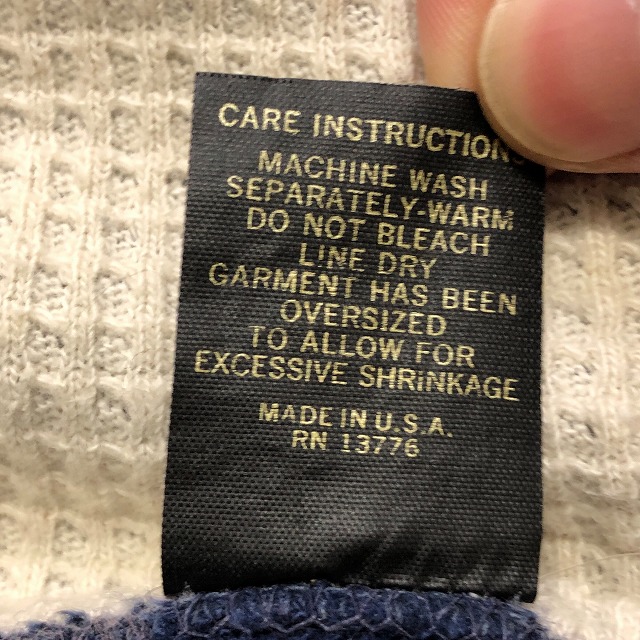 CARE INSTRUCTIONS
MACHINE WASH
SEPARATELY-WARM
DO NOT BLEACH
LINE DRY
GARMENT HAS BEEN
OVERSIZED
TO ALLOW FOR
EXCESSIVE SHRINKAGE
MADE IN U.S.A.
RN 13776